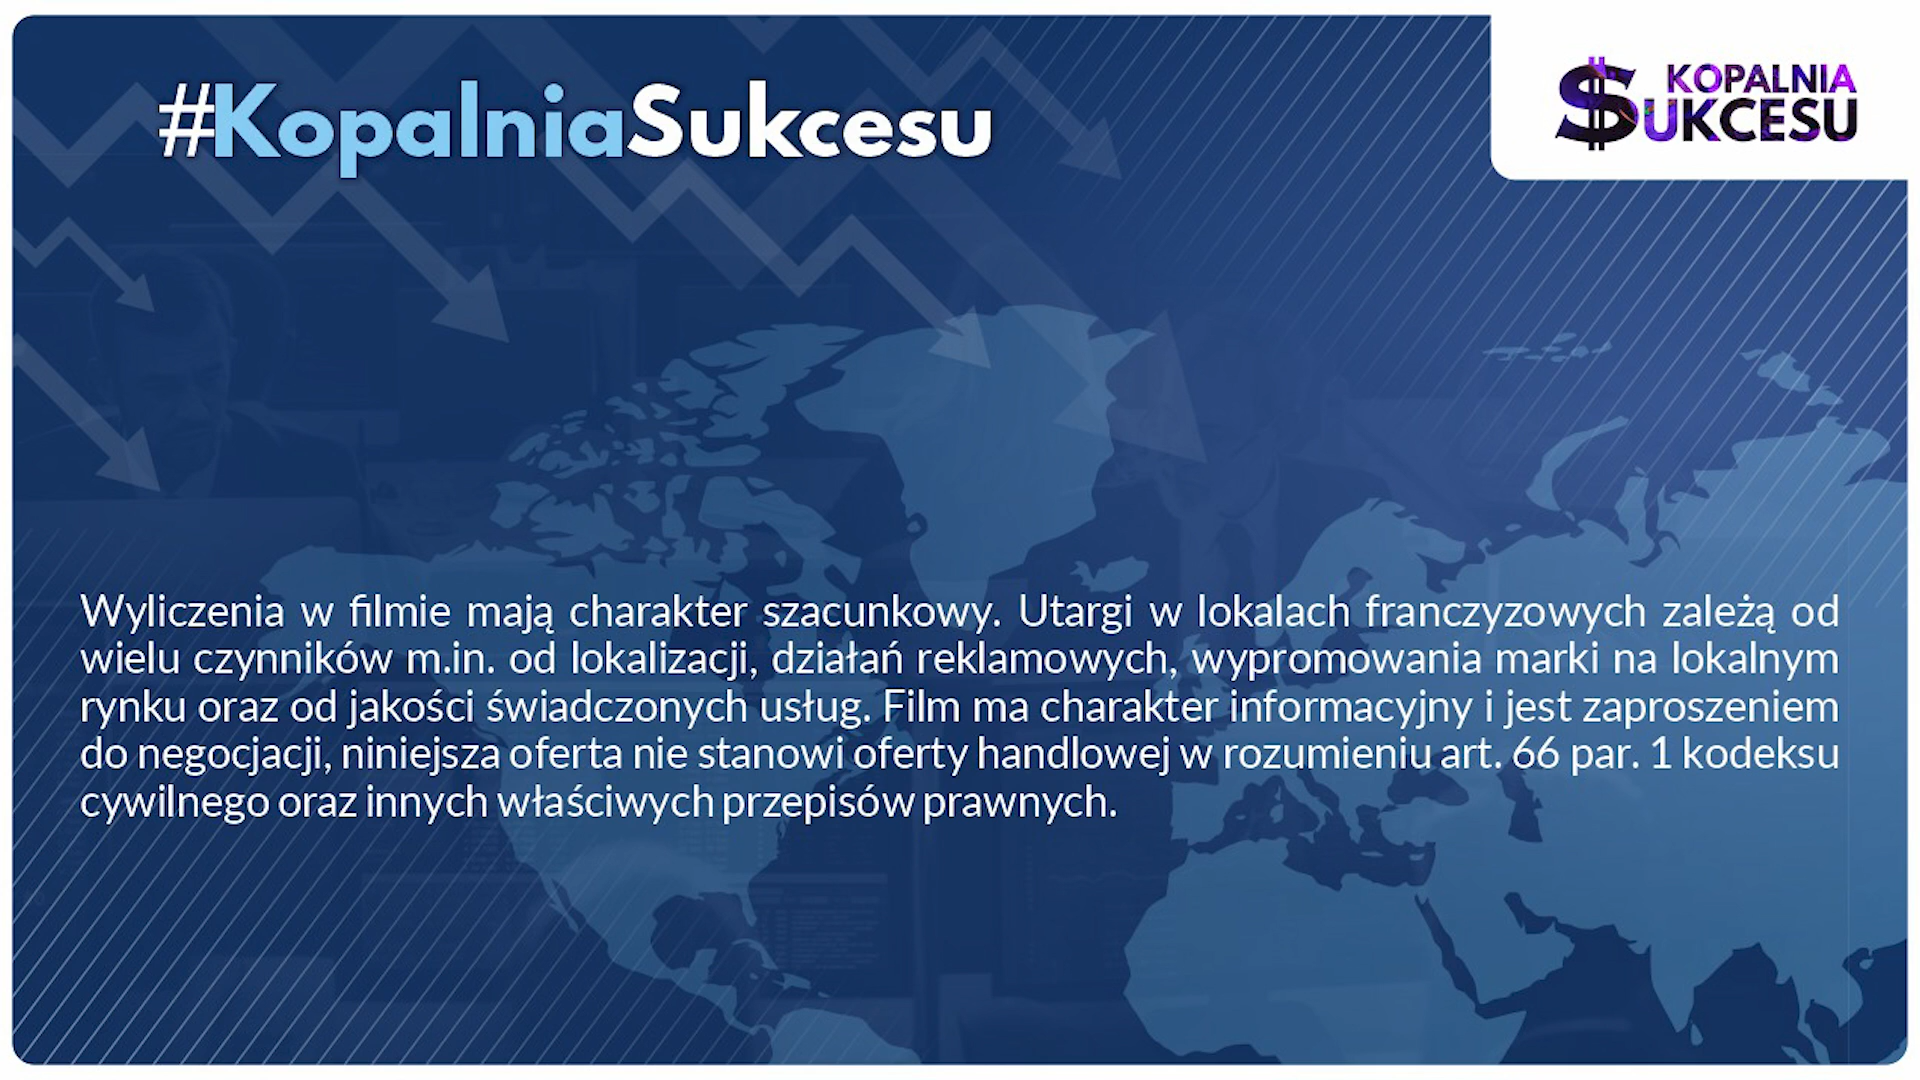 #KopalniaSukcesu
KOPALNIA
$UKCESU
Wyliczenia w filmie mają charakter szacunkowy. Utargi w lokalach franczyzowych zależą od
wielu czynników m.in. od lokalizacji, działań reklamowych, wypromowania marki na lokalnym
rynku oraz od jakości świadczonych usług. Film ma charakter informacyjny i jest zaproszeniem
do negocjacji, niniejsza oferta nie stanowi oferty handlowej w rozumieniu art. 66 par. 1 kodeksu
cywilnego oraz innych właściwych przepisów prawnych.